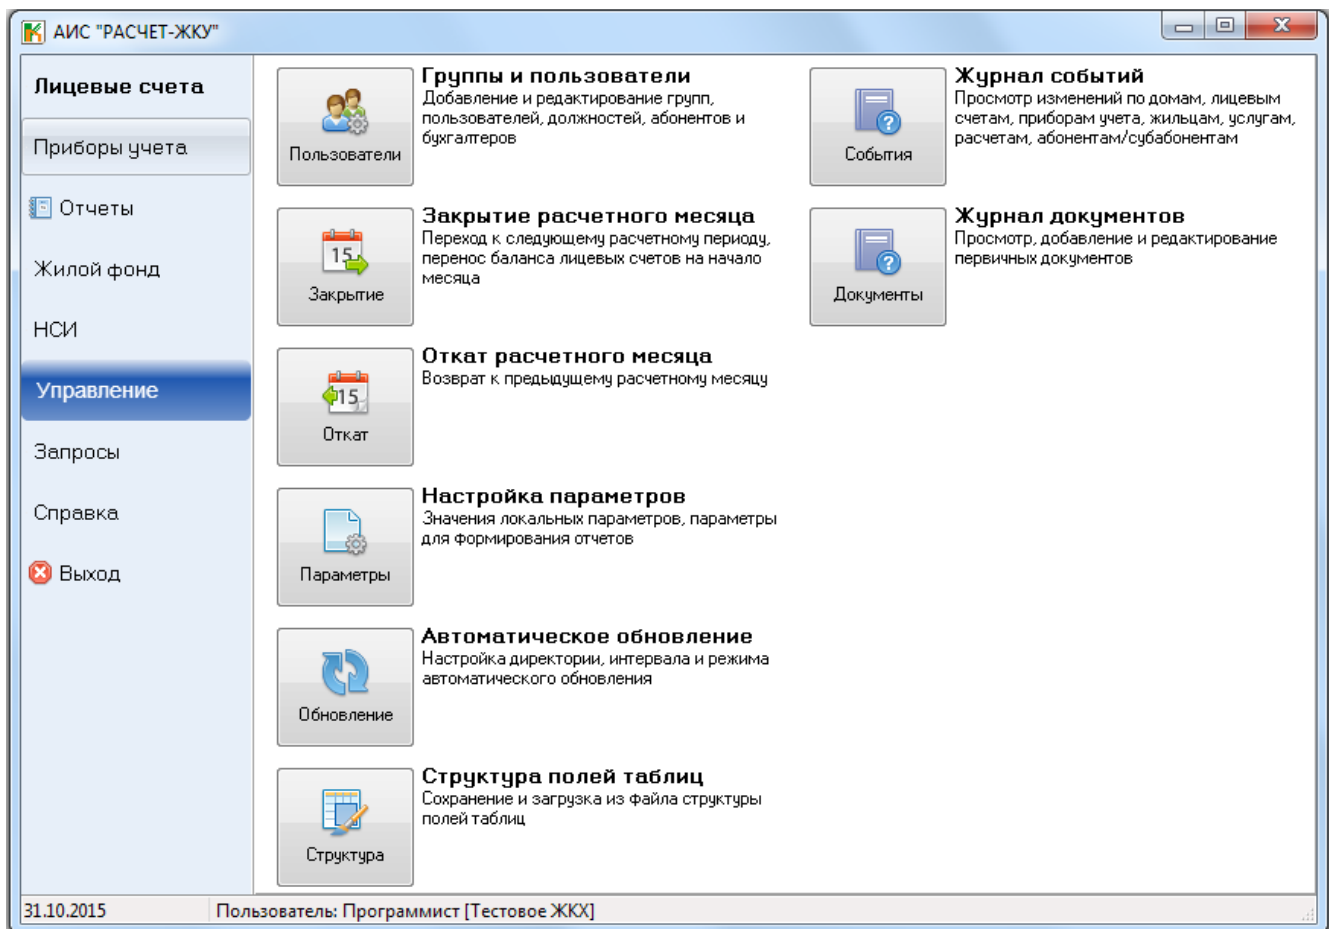 АИС "РАСЧЕТ-ЖКУ"
Лицевые счета
Приборы учета
Отчеты
Жилой фонд
НСИ
Управление
Запросы
Справка
Выход
Пользователи
Группы и пользователи
Добавление и редактирование групп,
пользователей, должностей, абонентов и
бухгалтеров
15
Закрытие
Закрытие расчетного месяца
Переход к следующему расчетному периоду,
перенос баланса лицевых счетов на начало
месяца
15
Откат
Откат расчетного месяца
Возврат к предыдущему расчетному месяцу
Параметры
Настройка параметров
Значения локальных параметров, параметры
для формирования отчетов
Обновление
Автоматическое обновление
Настройка директории, интервала и режима
автоматического обновления
Структура
Структура полей таблиц
Сохранение и загрузка из файла структуры
полей таблиц
События
Журнал событий
Просмотр изменений по домам, лицевым
счетам, приборам учета, жильцам, услугам,
расчетам, абонентам/субабонентам
Документы
Журнал документов
Просмотр, добавление и редактирование
первичных документов
31.10.2015
Пользователь: Программист [Тестовое ЖКХ]